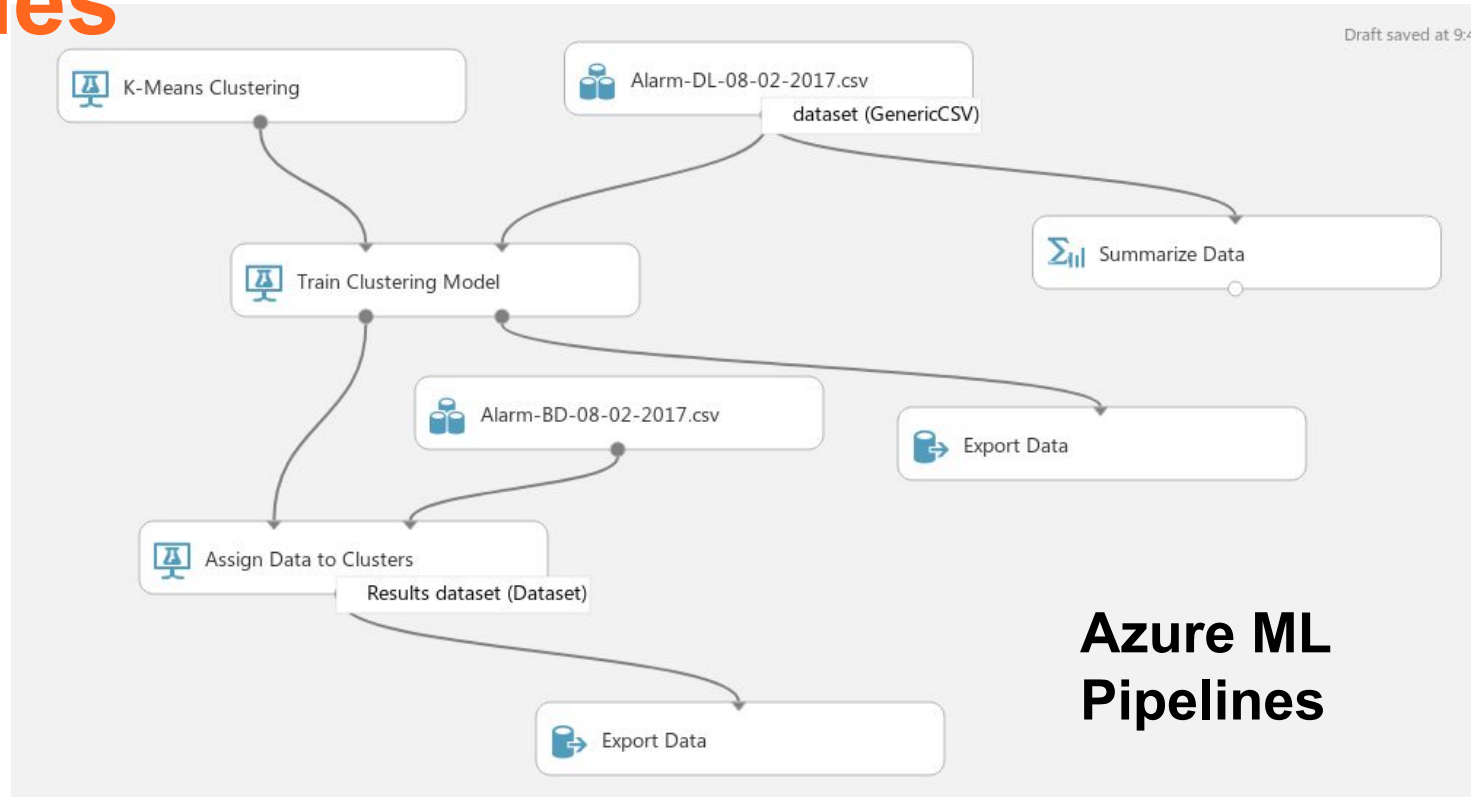 Draft saved at 9:4
K-Means Clustering
Alarm-DL-08-02-2017.csv
dataset (GenericCSV)
Summarize Data
Train Clustering Model
Alarm-BD-08-02-2017.csv
Export Data
Assign Data to Clusters
Results dataset (Dataset)
Azure ML
Pipelines
Export Data